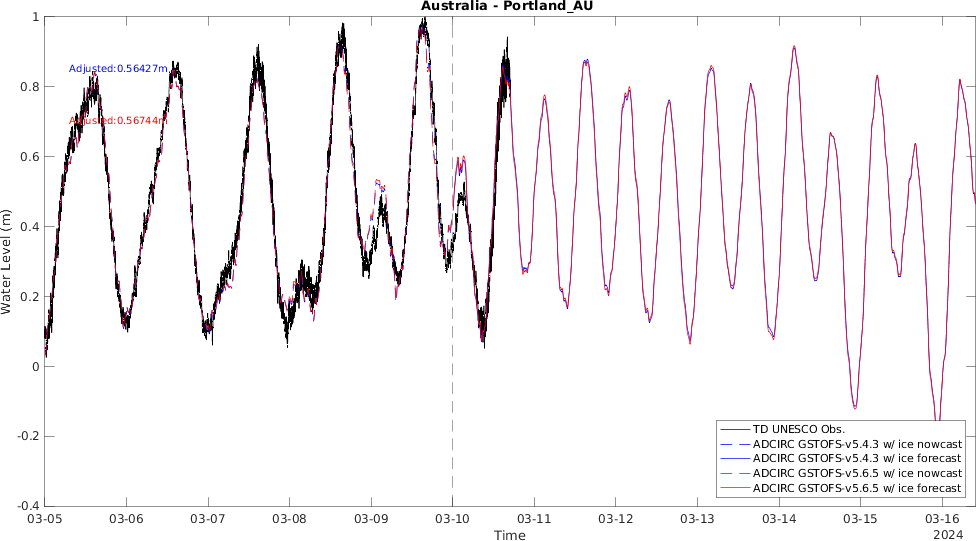 Australia - Portland_AU
1
0.8
0.6
0.4
0.2
0
-0.2
-0.4
Water Level (m)
Adjusted:0.56427m
Adjusted:0.56744m
TD UNESCO Obs.
ADCIRC GSTOFS-v5.4.3 w/ ice nowcast
ADCIRC GSTOFS-v5.4.3 w/ ice forecast
ADCIRC GSTOFS-v5.6.5 w/ ice nowcast
ADCIRC GSTOFS-v5.6.5 w/ ice forecast
03-05 03-06 03-07 03-08 03-09 03-10 03-11 03-12 03-13 03-14 03-15 03-16
Time
2024